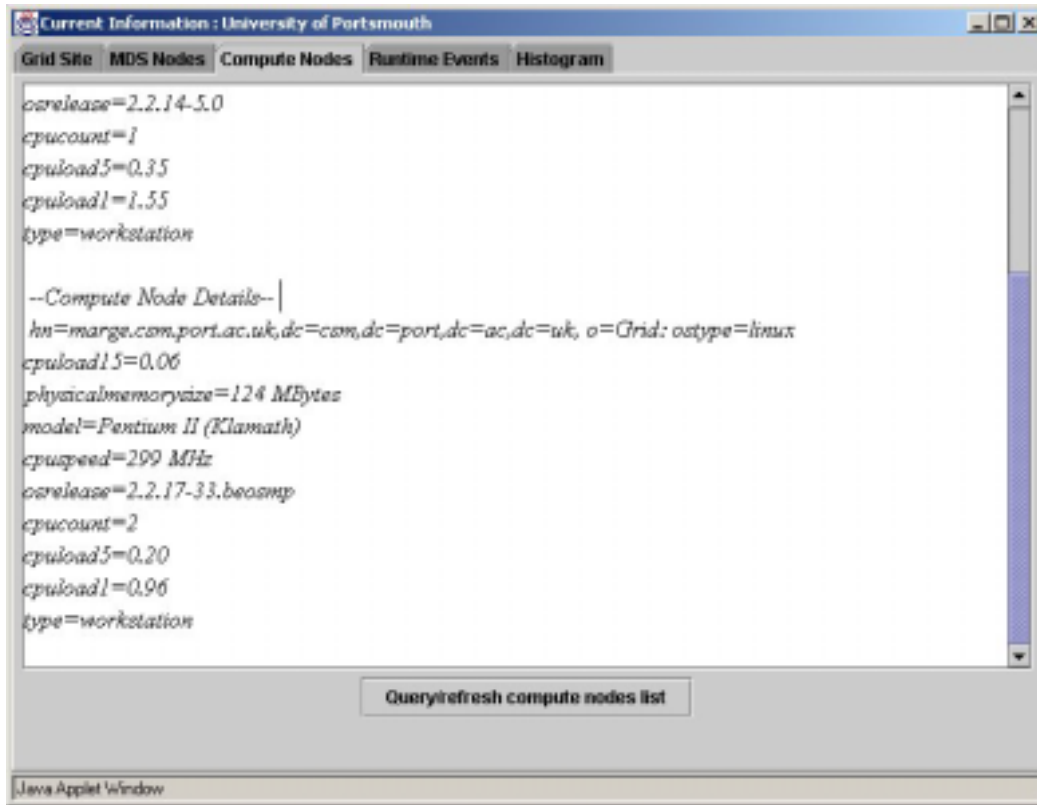 Current Information : University of Portsmouth
Grid Site MDS Nodes Compute Nodes Runtime Events Histogram
osrelease=2.2.14-5.0
cpucount=1
cpuload5=0.35
cpuload1=1.55
type=workstation
--Compute Node Details--
hn=marge.csm.port.ac.uk,dc=csm,dc=port,dc=ac,dc=uk, o=Grid: ostype=linux
cpuload15=0.06
physicalmemorysize=124 MBytes
model=Pentium II (Klamath)
cpuspeed=299 MHz
osrelease=2.2.17-33.beosmp
cpucount=2
cpuload5=0.20
cpuload1=0.96
type=workstation
Query/refresh compute nodes list
Java Applet Window